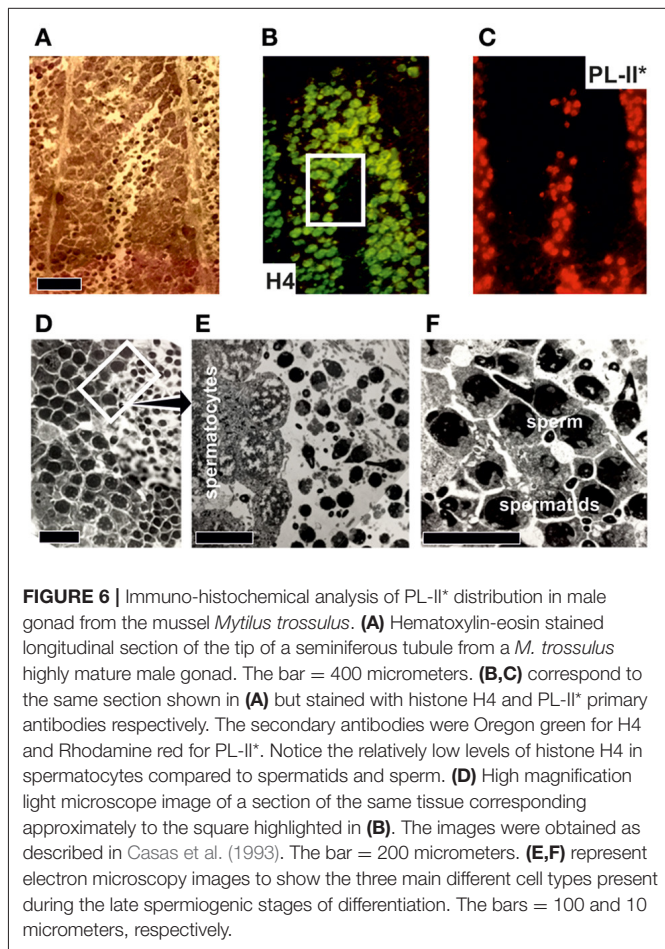 A
B
C
PL-II*
H4
D
E
F
spermatocytes
sperm
spermatids
FIGURE 6 | Immuno-histochemical analysis of PL-II* distribution in male
gonad from the mussel Mytilus trossulus. (A) Hematoxylin-eosin stained
longitudinal section of the tip of a seminiferous tubule from a M. trossulus
highly mature male gonad. The bar = 400 micrometers. (B,C) correspond to
the same section shown in (A) but stained with histone H4 and PL-II* primary
antibodies respectively. The secondary antibodies were Oregon green for H4
and Rhodamine red for PL-II*. Notice the relatively low levels of histone H4 in
spermatocytes compared to spermatids and sperm. (D) High magnification
light microscope image of a section of the same tissue corresponding
approximately to the square highlighted in (B). The images were obtained as
described in Casas et al. (1993). The bar = 200 micrometers. (E,F) represent
electron microscopy images to show the three main different cell types present
during the late spermiogenic stages of differentiation. The bars = 100 and 10
micrometers, respectively.